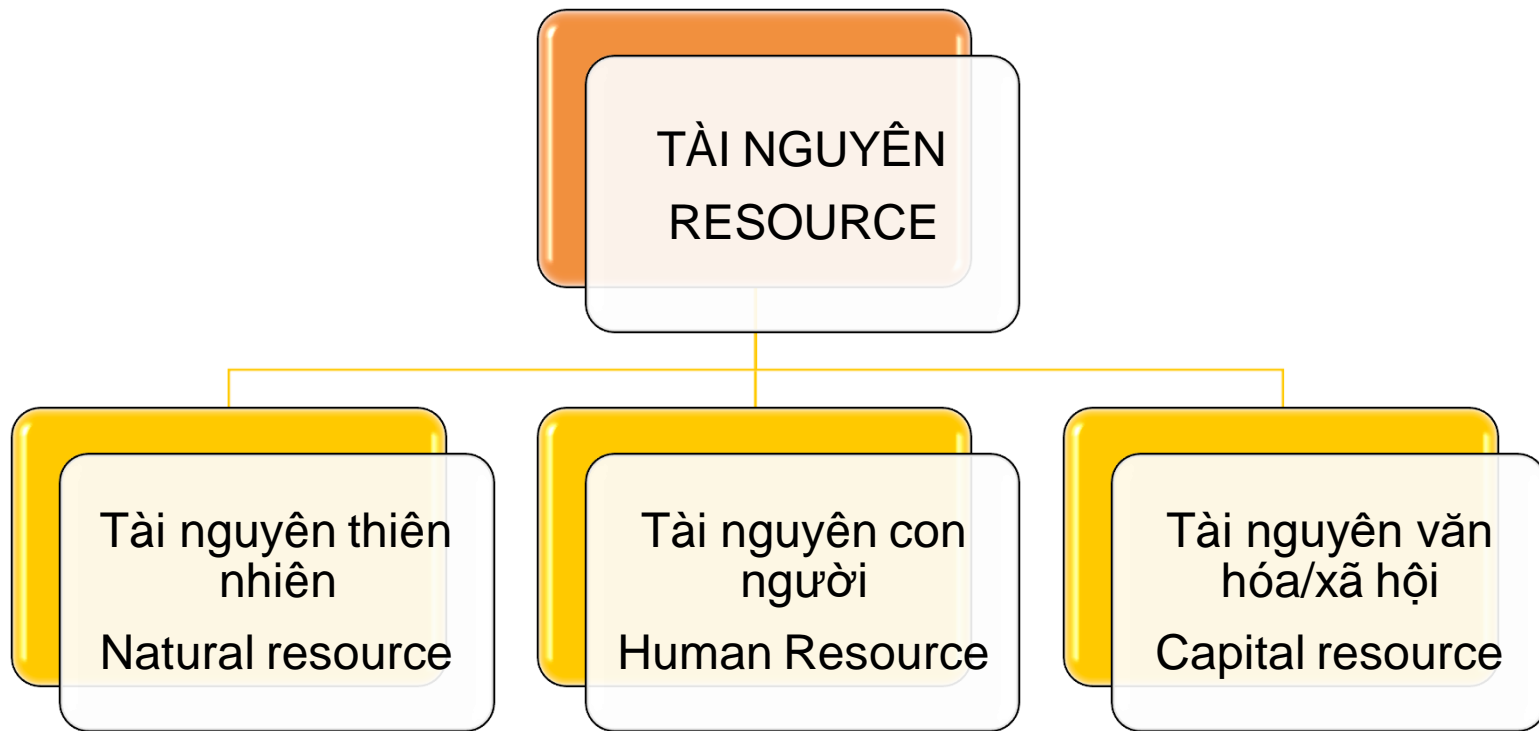 TÀI NGUYÊN
RESOURCE
Tài nguyên thiên
nhiên
Natural resource
Tài nguyên con
người
Human Resource
Tài nguyên văn
hóa/xã hội
Capital resource